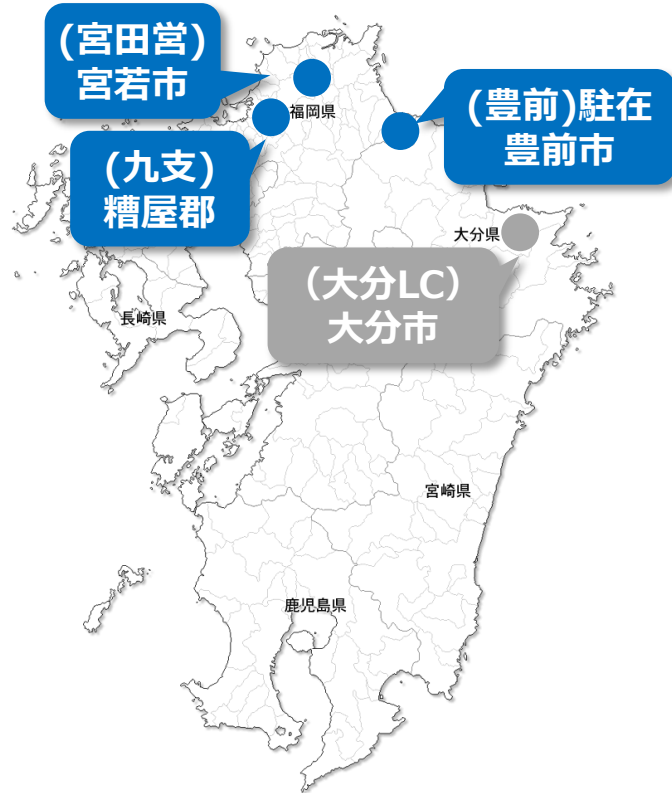 (宮田営)
宮若市
福岡県
(豊前)駐在
豊前市
(九支)
糟屋郡
大分県
（大分LC）
大分市
長崎県
宮崎県
鹿児島県